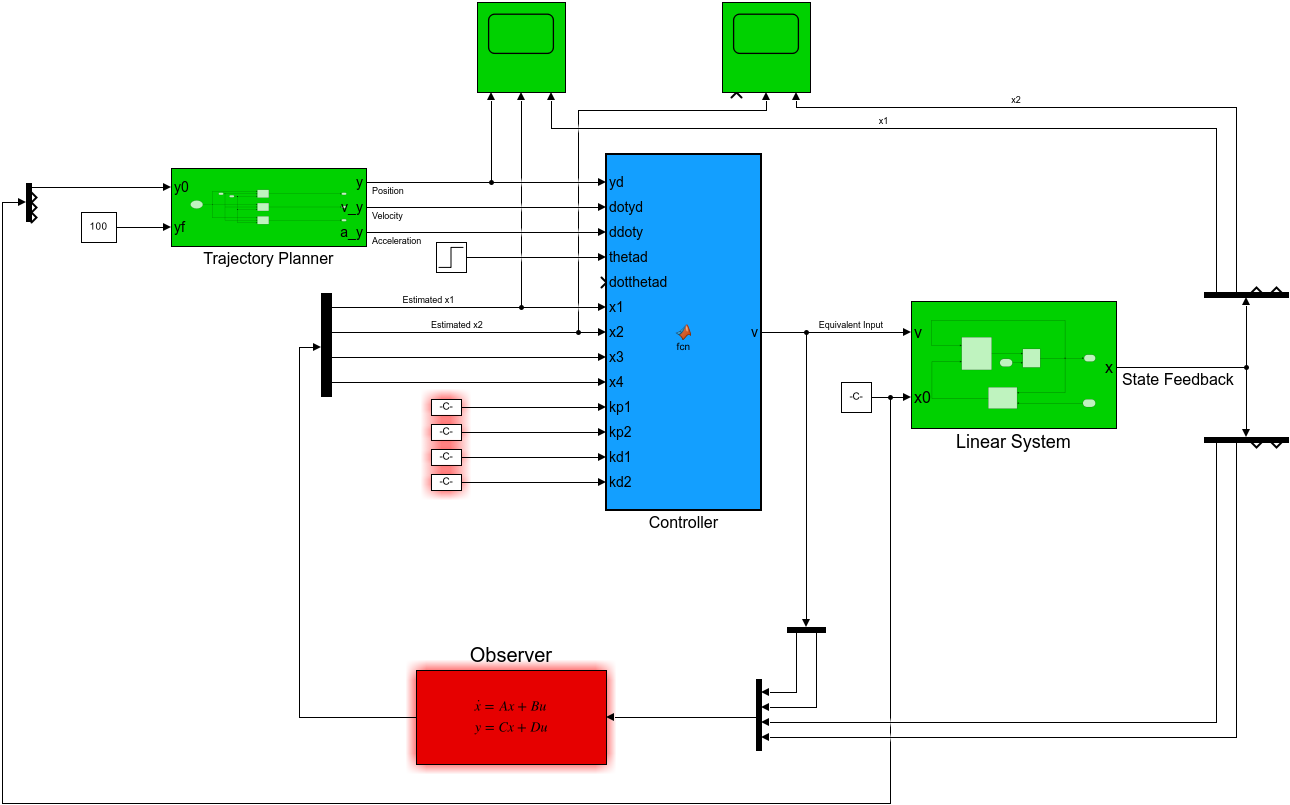 x2
x1
y0
yf
y
v_y
a_y
Position
Velocity
Acceleration
100
Trajectory Planner
yd
dotyd
ddoty
thetad
dotthetad
x1
x2
x3
x4
kp1
kp2
kd1
kd2
v
fcn
Controller
Estimated x1
Estimated x2
-C-
-C-
-C-
-C-
Equivalent Input
-C-
v
x0
x
State Feedback
Linear System
Observer
ẋ = Ax + Bu
y = Cx + Du